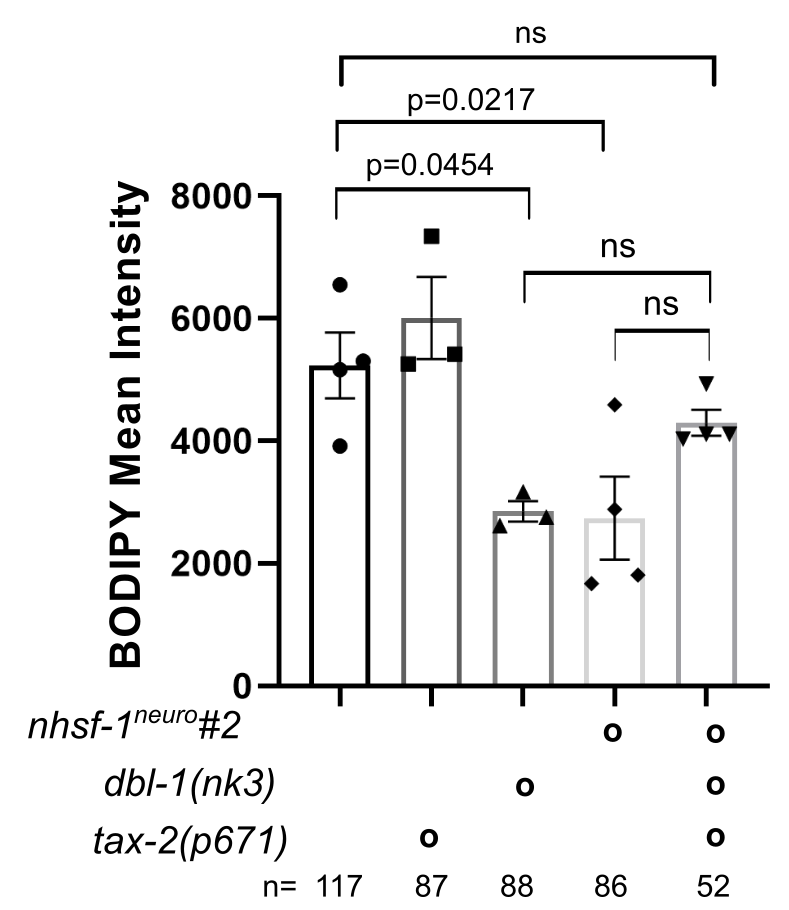 ns
p=0.0217
p=0.0454
ns
ns
BODIPY Mean Intensity
8000
6000
4000
2000
0
nhsf-1neuro#2 o o
dbl-1(nk3) o o
tax-2(p671) o o
n= 117 87 88 86 52